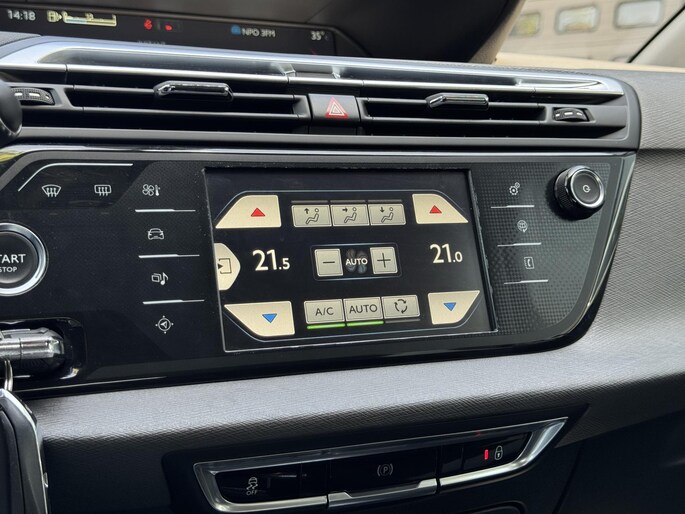 14:18
NPO 3FM
35°
21.5
AUTO
21.0
A/C
AUTO
START
STOP
OFF
(P)